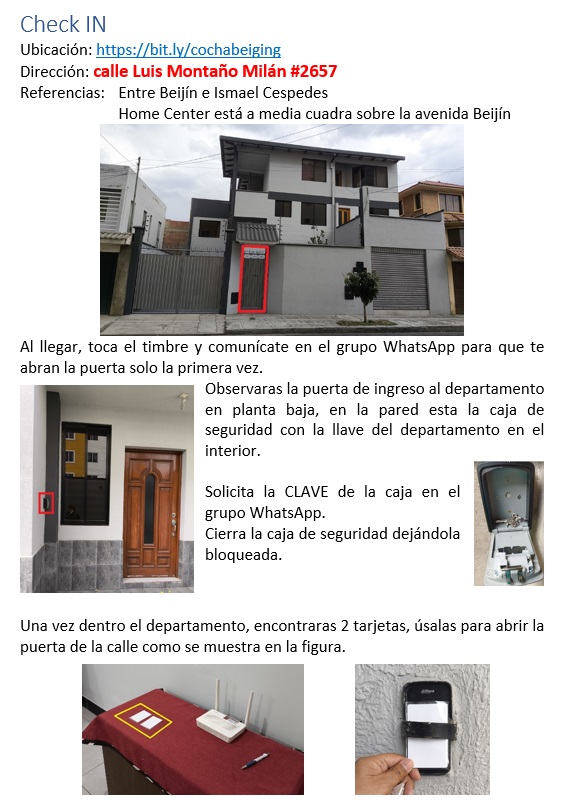 Check IN
Ubicación: https://bit.ly/cochabeiging
Dirección: calle Luis Montaño Milán #2657
Referencias: Entre Beijín e Ismael Cespedes
Home Center está a media cuadra sobre la avenida Beijín
Al llegar, toca el timbre y comunícate en el grupo WhatsApp para que te
abran la puerta solo la primera vez.
Observaras la puerta de ingreso al departamento
en planta baja, en la pared esta la caja de
seguridad con la llave del departamento en el
interior.
Solicita la CLAVE de la caja en el
grupo WhatsApp.
Cierra la caja de seguridad dejándola
bloqueada.
Una vez dentro el departamento, encontraras 2 tarjetas, úsalas para abrir la
puerta de la calle como se muestra en la figura.
alhua